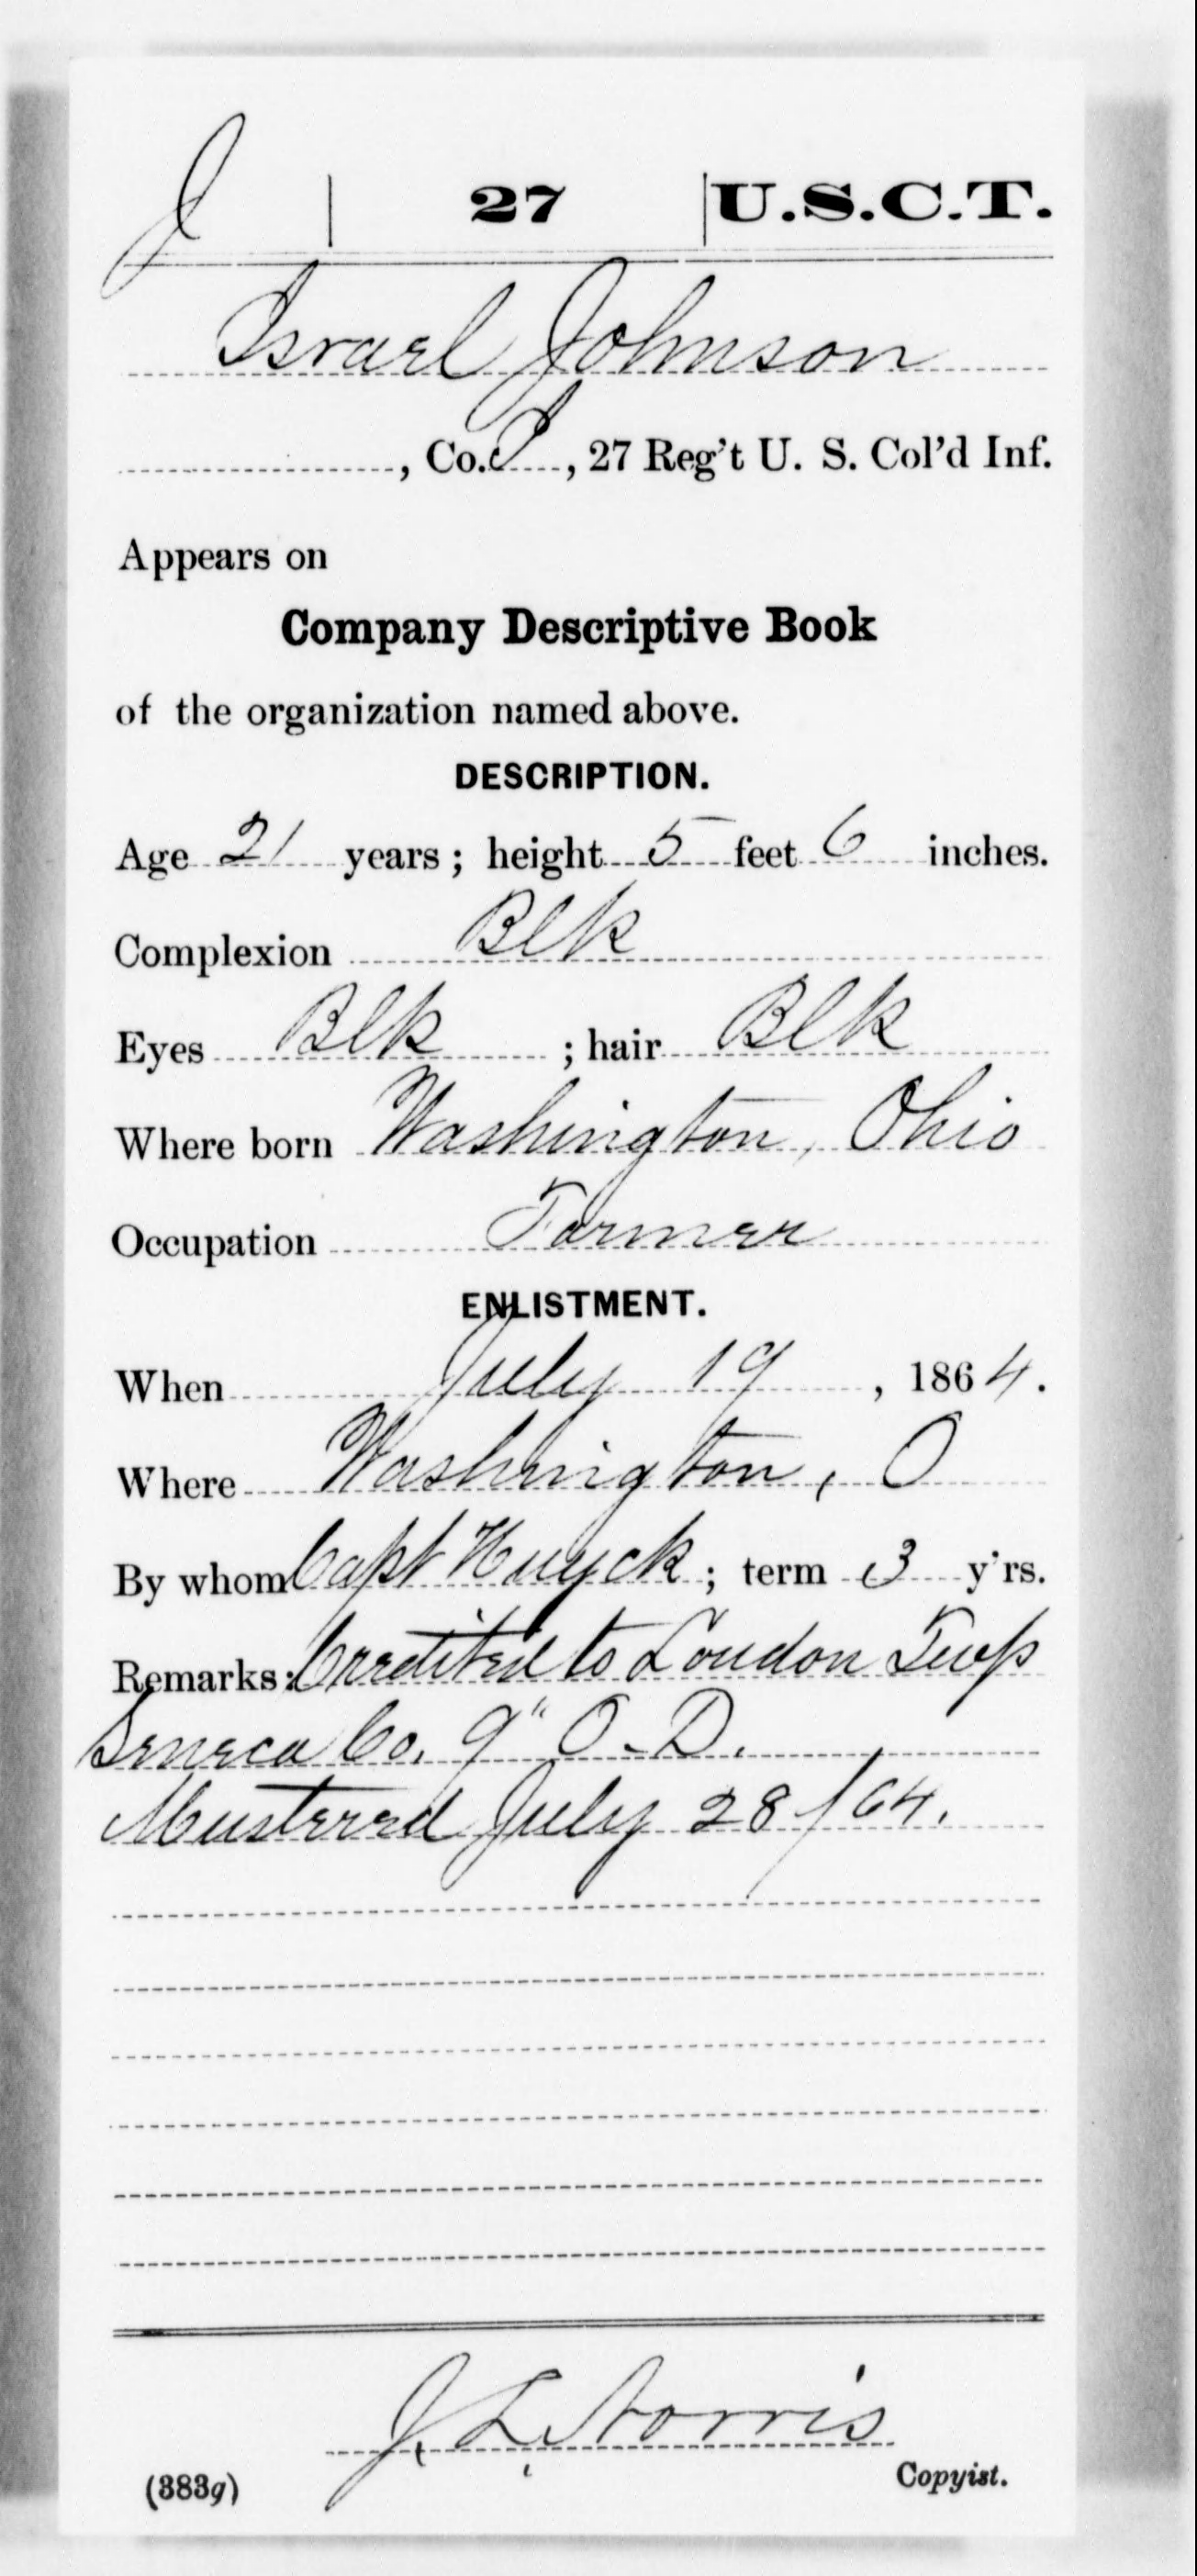 J | 27 | U.S.C.T.
Israel Johnson
, Co. I, 27 Reg't U. S. Col'd Inf.
Appears on
Company Descriptive Book
of the organization named above.
DESCRIPTION.
Age 21 years; height 5 feet 6 inches.
Complexion Blk
Eyes Blk ; hair Blk
Where born Washington, Ohio
Occupation Farmer
ENLISTMENT.
When July 19, 1864.
Where Washington, O
By whom Capt Huyck; term 3 y'rs.
Remarks: Credited to Loudon Twp
Seneca Co. 9" O. D.
Mustered July 28/64.
J. L. Norris
(383g) Copyist.